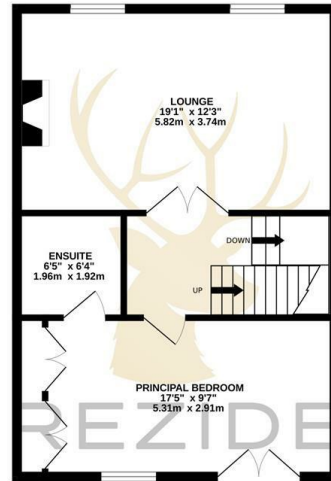 LOUNGE
19'1" x 12'3"
5.82m x 3.74m
DOWN
ENSUITE
6'5" x 6'4"
1.96m x 1.92m
UP
PRINCIPAL BEDROOM
17'5" x 9'7"
5.31m x 2.91m
REZIDE